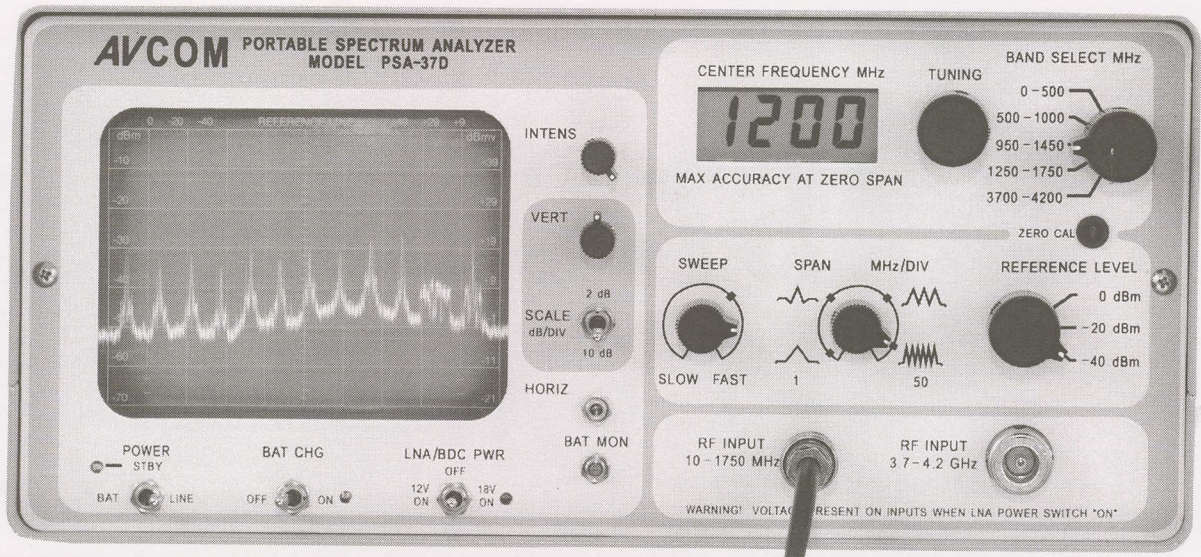 AVCOM PORTABLE SPECTRUM ANALYZER
MODEL PSA-37D
dBm 0 -20 -40 REFERENCE -20 +9 dBmv
-10 +39
-20 +29
-30 +19
-60 -11
-70 -21
INTENS
VERT
2 dB
SCALE
dB/DIV
10 dB
HORIZ
BAT MON
POWER
STBY
BAT LINE
BAT CHG
OFF ON
LNA/BDC PWR
OFF
12V ON 18V ON
CENTER FREQUENCY MHz
1200
MAX ACCURACY AT ZERO SPAN
TUNING
BAND SELECT MHz
0-500
500-1000
950-1450
1250-1750
3700-4200
ZERO CAL
SWEEP
SLOW FAST
SPAN MHz/DIV
1 50
REFERENCE LEVEL
0 dBm
-20 dBm
-40 dBm
RF INPUT
10-1750 MHz
RF INPUT
3.7-4.2 GHz
WARNING! VOLTAGE PRESENT ON INPUTS WHEN LNA POWER SWITCH "ON"